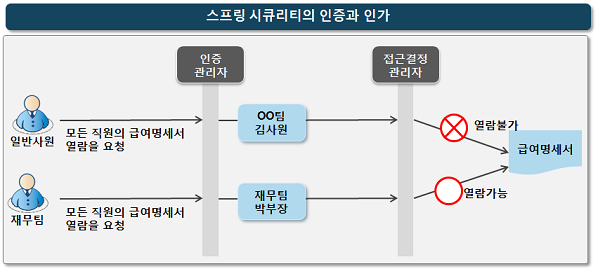 스프링 시큐리티의 인증과 인가
인증
관리자
접근결정
관리자
일반사원
모든 직원의 급여명세서
열람을 요청
OO팀
김사원
열람불가
급여명세서
재무팀
모든 직원의 급여명세서
열람을 요청
재무팀
박부장
열람가능